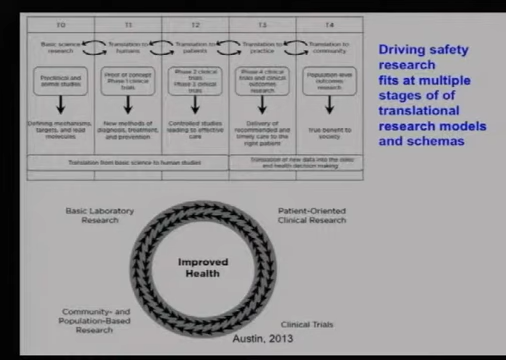 T0 T1 T2 T3 T4
Basic science Translation to Translation to Translation to Translation to
research humans patients practice community
Preclinical and Proof of concept Phase 2 clinical Phase 4 clinical Population-level
animal studies Phase 1 clinical trials trials and clinical outcomes
trials Phase 3 clinical outcomes research
trials research
Defining mechanisms, New methods of Controlled studies Delivery of True benefit to
targets, and lead diagnosis, treatment, leading to effective recommended and society
molecules and prevention care timely care to the
right patient
Translation from basic science to human studies Translation of new data into the clinic
and health decision making
Driving safety
research
fits at multiple
stages of of
translational
research models
and schemas
Basic Laboratory
Research
Patient-Oriented
Clinical Research
Improved
Health
Community- and
Population-Based
Research
Clinical Trials
Austin, 2013